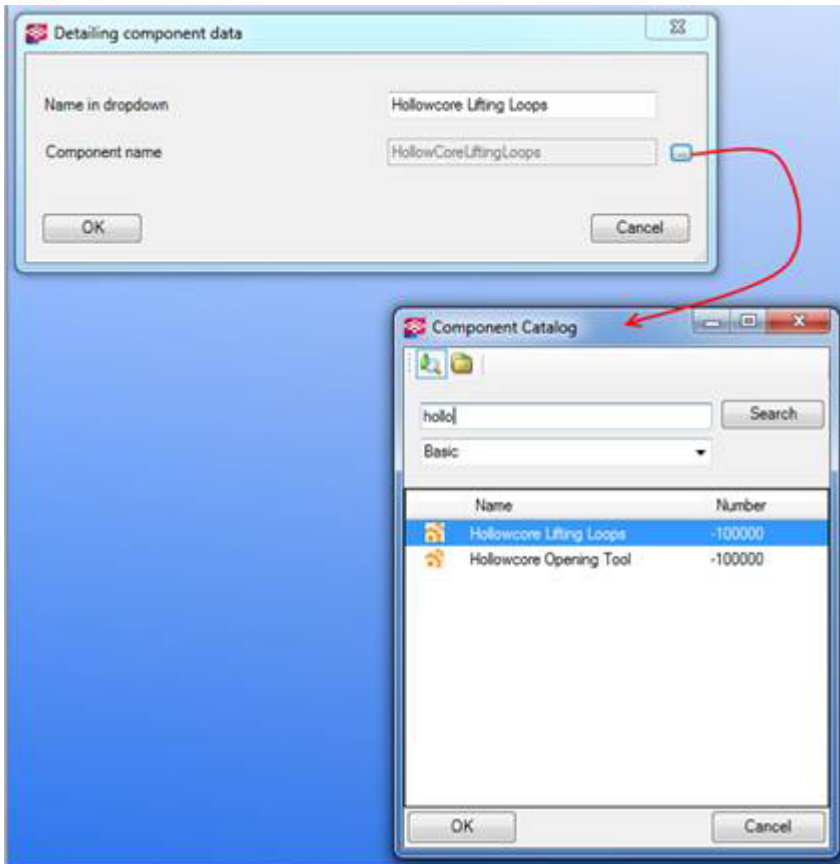 Detailing component data
Name in dropdown Hollowcore Lifting Loops
Component name HollowCoreLiftingLoops ...
OK Cancel
Component Catalog
hollo Search
Basic
Name Number
Hollowcore Lifting Loops -100000
Hollowcore Opening Tool -100000
OK Cancel